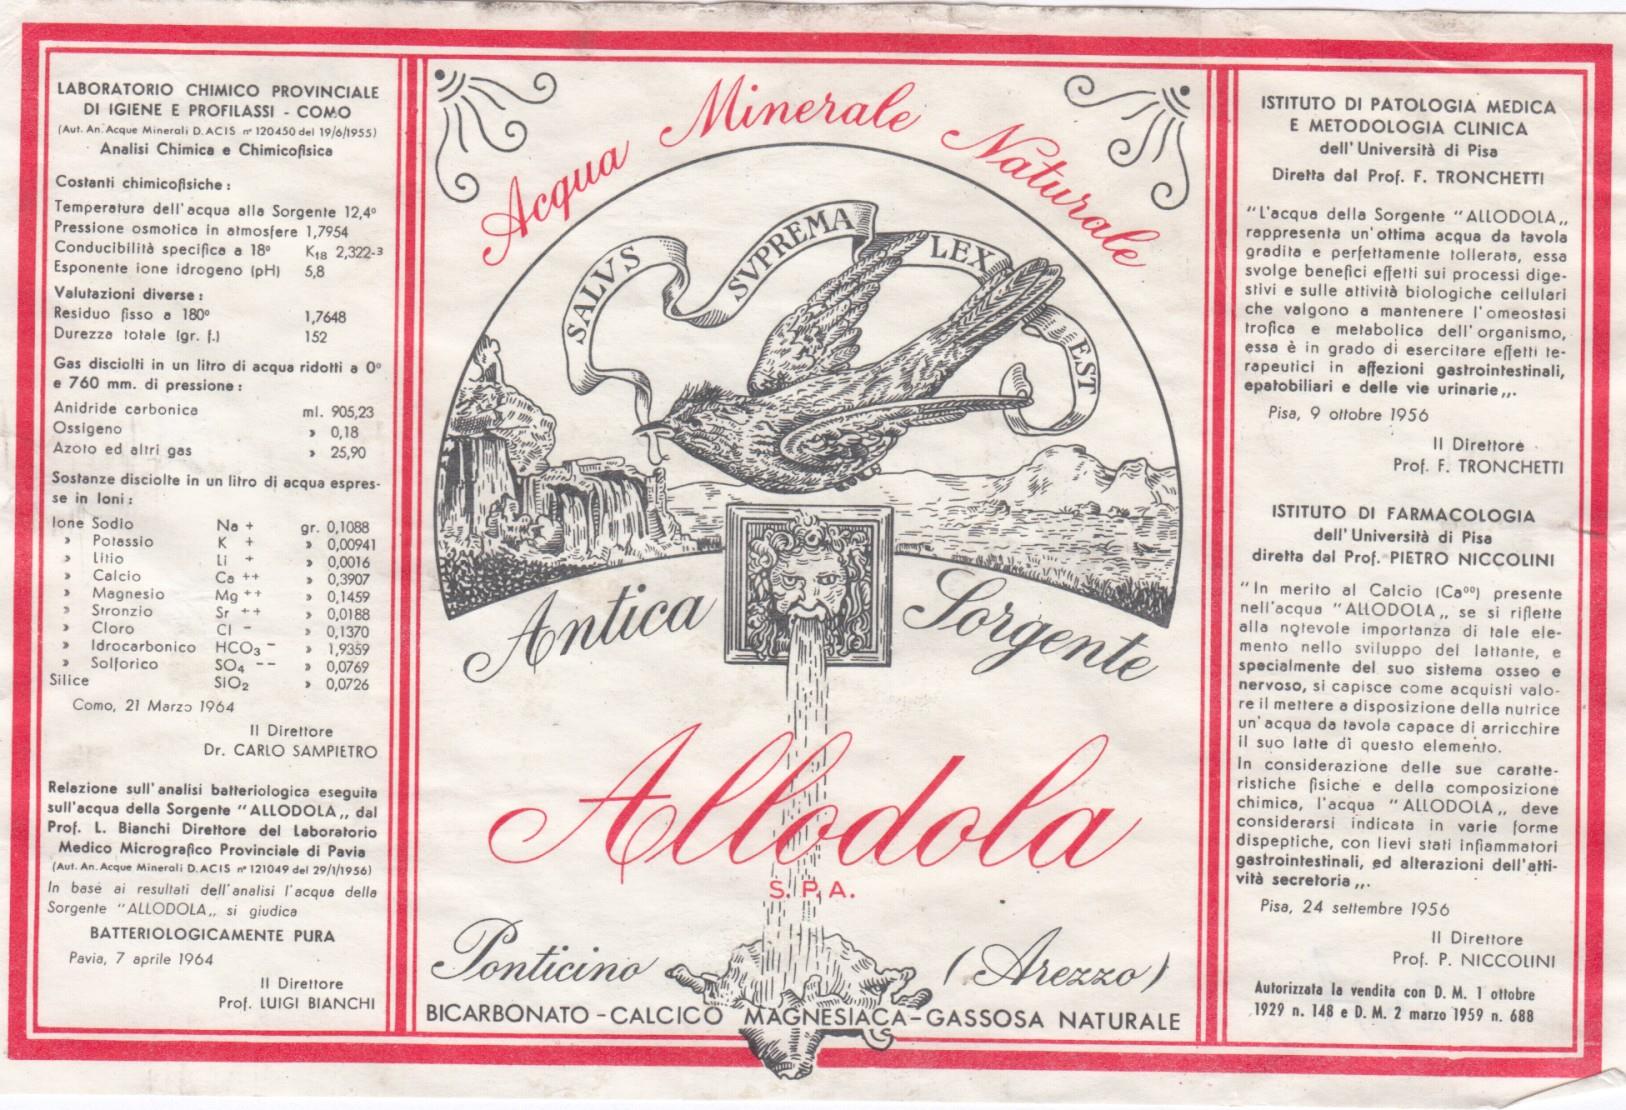 LABORATORIO CHIMICO PROVINCIALE
DI IGIENE E PROFILASSI - COMO
(Aut. An. Acque Minerali D. ACIS n° 120450 del 19/6/1955)
Analisi Chimica e Chimicofisica
Costanti chimicofisiche :
Temperatura dell'acqua alla Sorgente 12,4°
Pressione osmotica in atmosfere 1,7954
Conducibilità specifica a 18° K18 2,322-3
Esponente ione idrogeno (pH) 5,8
Valutazioni diverse :
Residuo fisso a 180° 1,7648
Durezza totale (gr. f.) 152
Gas disciolti in un litro di acqua ridotti a 0°
e 760 mm. di pressione :
Anidride carbonica ml. 905,23
Ossigeno » 0,18
Azoto ed altri gas » 25,90
Sostanze disciolte in un litro di acqua espres-
se in Ioni :
Ione Sodio Na + gr. 0,1088
» Potassio K + » 0,00941
» Litio Li + » 0,0016
» Calcio Ca ++ » 0,3907
» Magnesio Mg ++ » 0,1459
» Stronzio Sr ++ » 0,0188
» Cloro Cl - » 0,1370
» Idrocarbonico HCO3 - » 1,9359
» Solforico SO4 -- » 0,0769
Silice SIO2 » 0,0726
Como, 21 Marzo 1964
Il Direttore
Dr. CARLO SAMPIETRO
Relazione sull'analisi batteriologica eseguita
sull'acqua della Sorgente "ALLODOLA,, dal
Prof. L. Bianchi Direttore del Laboratorio
Medico Micrografico Provinciale di Pavia
(Aut. An. Acque Minerali D. ACIS n° 121049 del 29/1/1956)
In base ai resultati dell'analisi l'acqua della
Sorgente "ALLODOLA,, si giudica
BATTERIOLOGICAMENTE PURA
Pavia, 7 aprile 1964
Il Direttore
Prof. LUIGI BIANCHI
Acqua Minerale Naturale
SALVS SVPREMA LEX EST
Antica Sorgente
Allodola
S.P.A.
Ponticino (Arezzo)
BICARBONATO-CALCICO MAGNESIACA-GASSOSA NATURALE
ISTITUTO DI PATOLOGIA MEDICA
E METODOLOGIA CLINICA
dell'Università di Pisa
Diretta dal Prof. F. TRONCHETTI
"L'acqua della Sorgente "ALLODOLA,,
rappresenta un'ottima acqua da tavola
gradita e perfettamente tollerata, essa
svolge benefici effetti sui processi dige-
stivi e sulle attività biologiche cellulari
che valgono a mantenere l'omeostasi
trofica e metabolica dell'organismo,
essa è in grado di esercitare effetti te-
rapeutici in affezioni gastrointestinali,
epatobiliari e delle vie urinarie,,.
Pisa, 9 ottobre 1956
Il Direttore
Prof. F. TRONCHETTI
ISTITUTO DI FARMACOLOGIA
dell'Università di Pisa
diretta dal Prof. PIETRO NICCOLINI
"In merito al Calcio (Ca°°) presente
nell'acqua "ALLODOLA,, se si riflette
alla notevole importanza di tale ele-
mento nello sviluppo del lattante, e
specialmente del suo sistema osseo e
nervoso, si capisce come acquisti valo-
re il mettere a disposizione della nutrice
un'acqua da tavola capace di arricchire
il suo latte di questo elemento.
In considerazione delle sue caratte-
ristiche fisiche e della composizione
chimica, l'acqua "ALLODOLA,, deve
considerarsi indicata in varie forme
dispeptiche, con lievi stati infiammatori
gastrointestinali, ed alterazioni dell'atti-
vità secretoria,,.
Pisa, 24 settembre 1956
Il Direttore
Prof. P. NICCOLINI
Autorizzata la vendita con D. M. 1 ottobre
1929 n. 148 e D. M. 2 marzo 1959 n. 688